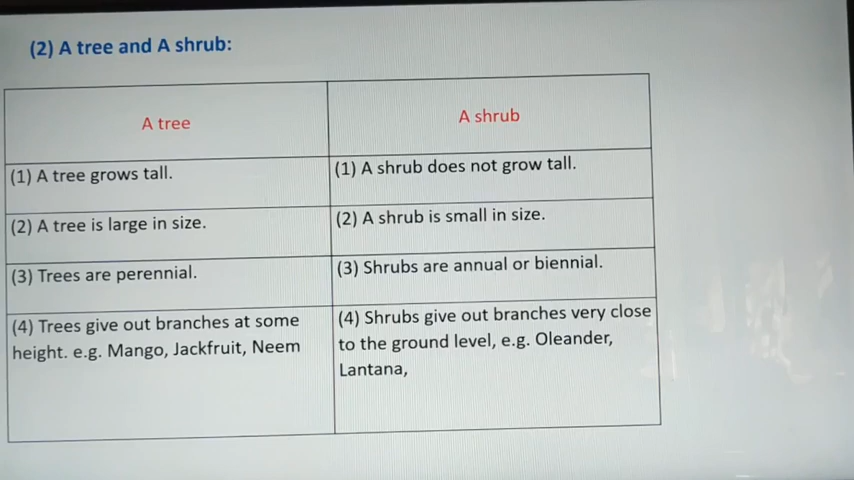 (2) A tree and A shrub:
A tree
A shrub
(1) A tree grows tall.
(1) A shrub does not grow tall.
(2) A tree is large in size.
(2) A shrub is small in size.
(3) Trees are perennial.
(3) Shrubs are annual or biennial.
(4) Trees give out branches at some
height. e.g. Mango, Jackfruit, Neem
(4) Shrubs give out branches very close
to the ground level, e.g. Oleander,
Lantana,